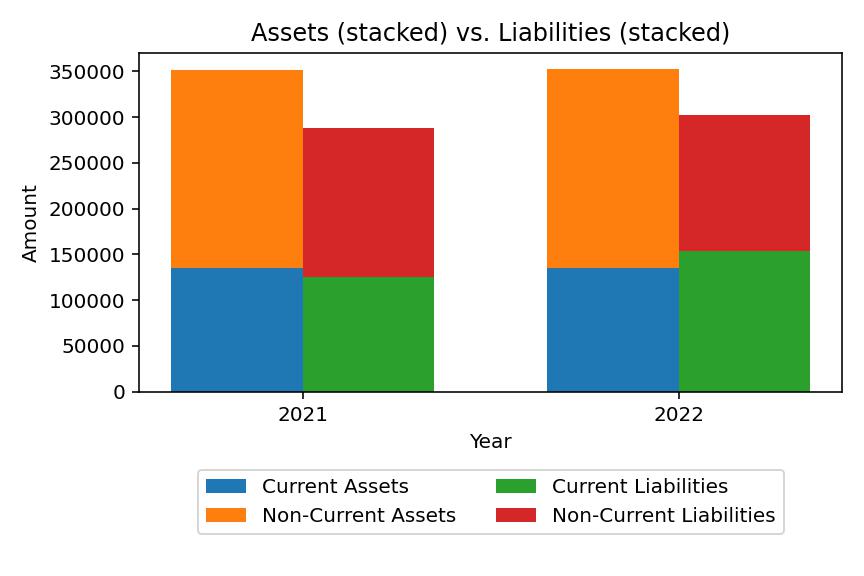 Assets (stacked) vs. Liabilities (stacked)
350000
300000
250000
200000
150000
100000
50000
0
Amount
2021 2022
Year
Current Assets Current Liabilities
Non-Current Assets Non-Current Liabilities